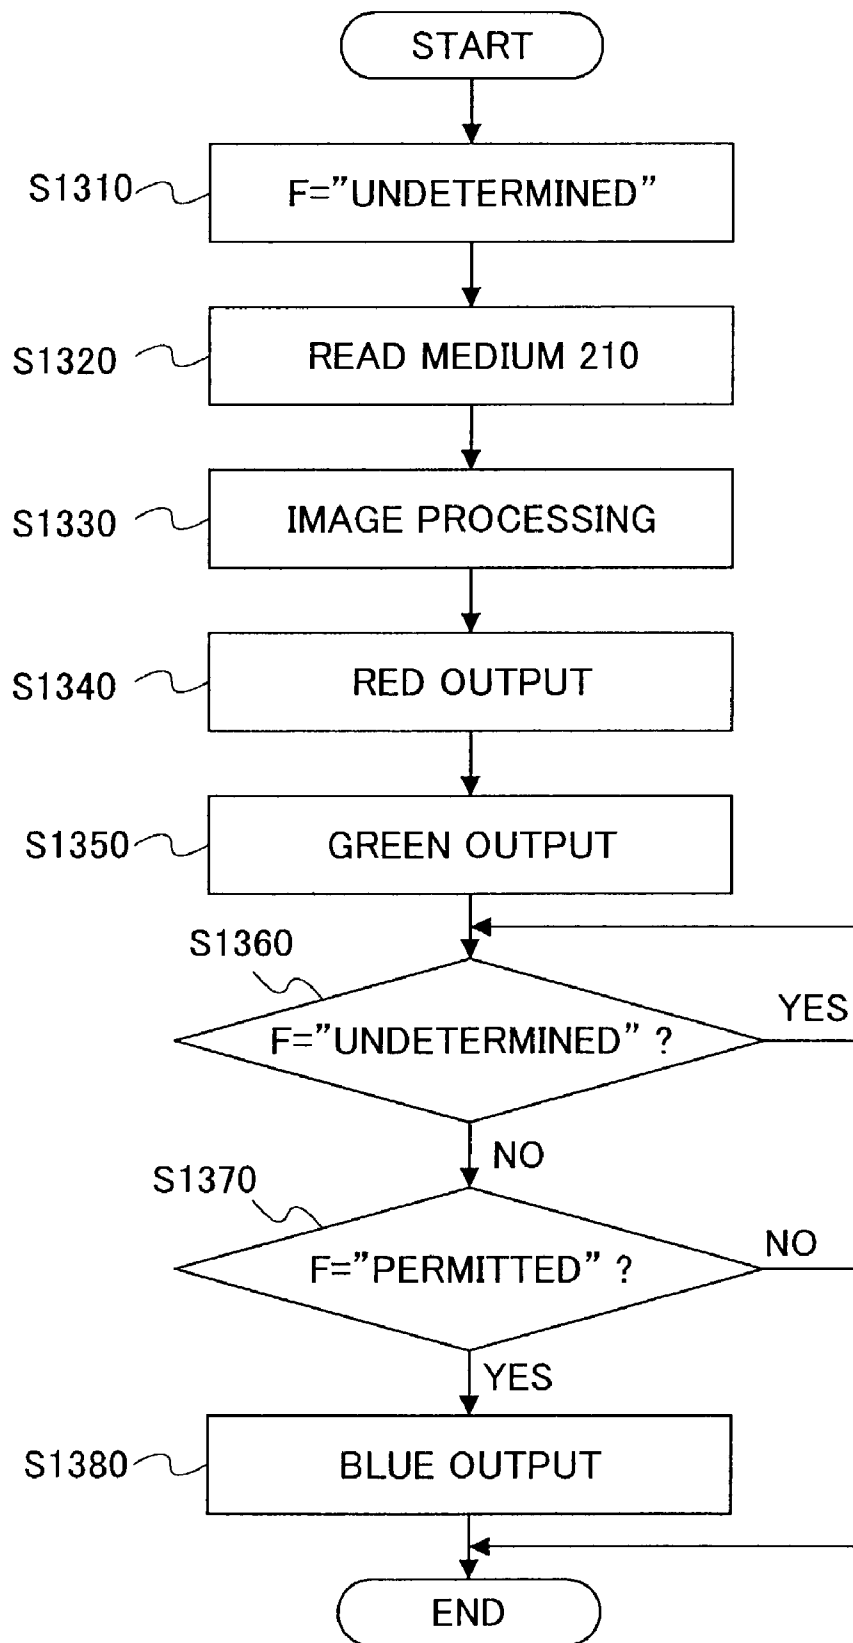 START
S1310
F="UNDETERMINED"
S1320
READ MEDIUM 210
S1330
IMAGE PROCESSING
S1340
RED OUTPUT
S1350
GREEN OUTPUT
S1360
F="UNDETERMINED" ?
YES
NO
S1370
F="PERMITTED" ?
NO
YES
S1380
BLUE OUTPUT
END